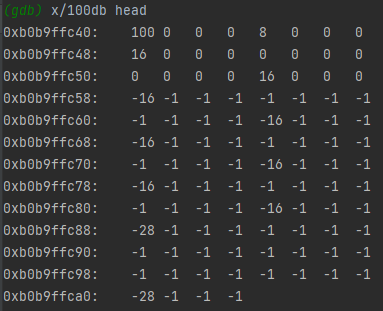 (gdb) x/100db head
0xb0b9ffc40: 100 0 0 0 8 0 0 0
0xb0b9ffc48: 16 0 0 0 0 0 0 0
0xb0b9ffc50: 0 0 0 0 16 0 0 0
0xb0b9ffc58: -16 -1 -1 -1 -1 -1 -1 -1
0xb0b9ffc60: -1 -1 -1 -1 -16 -1 -1 -1
0xb0b9ffc68: -16 -1 -1 -1 -1 -1 -1 -1
0xb0b9ffc70: -1 -1 -1 -1 -16 -1 -1 -1
0xb0b9ffc78: -16 -1 -1 -1 -1 -1 -1 -1
0xb0b9ffc80: -1 -1 -1 -1 -16 -1 -1 -1
0xb0b9ffc88: -28 -1 -1 -1 -1 -1 -1 -1
0xb0b9ffc90: -1 -1 -1 -1 -1 -1 -1 -1
0xb0b9ffc98: -1 -1 -1 -1 -1 -1 -1 -1
0xb0b9ffca0: -28 -1 -1 -1